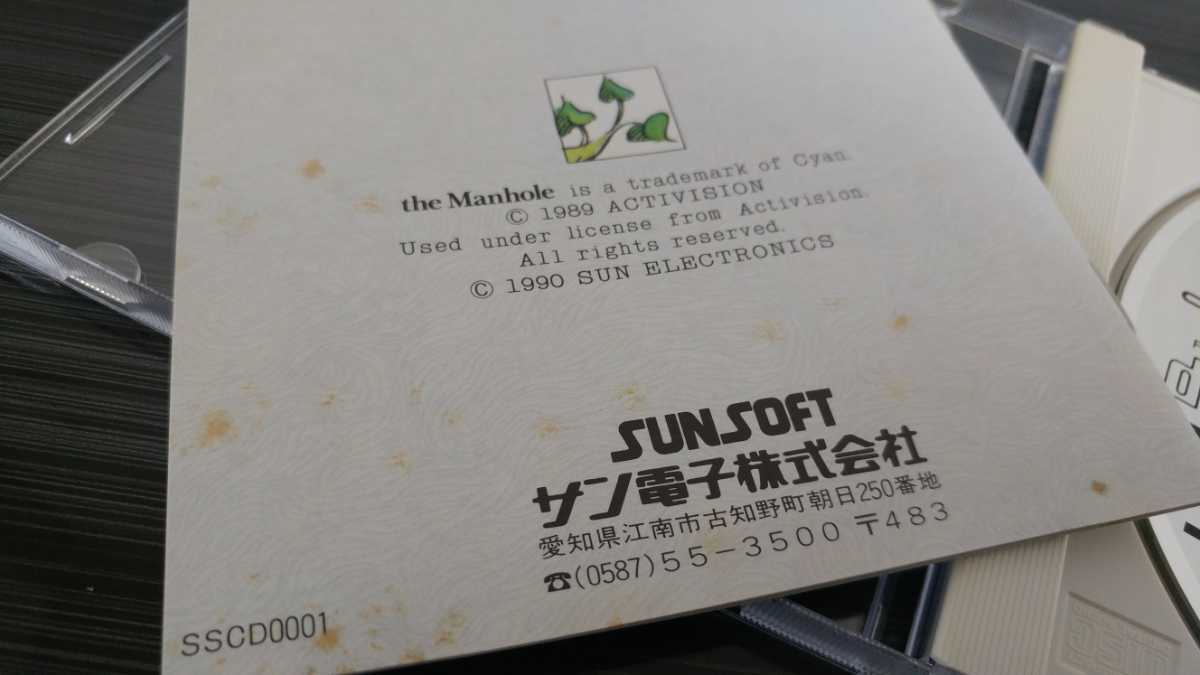 the Manhole is a trademark of Cyan.
© 1989 ACTIVISION
Used under license from Activision.
All rights reserved.
© 1990 SUN ELECTRONICS
SUNSOFT
サン電子株式会社
愛知県江南市古知野町朝日250番地
☎(0587)55-3500 〒483
SSCD0001